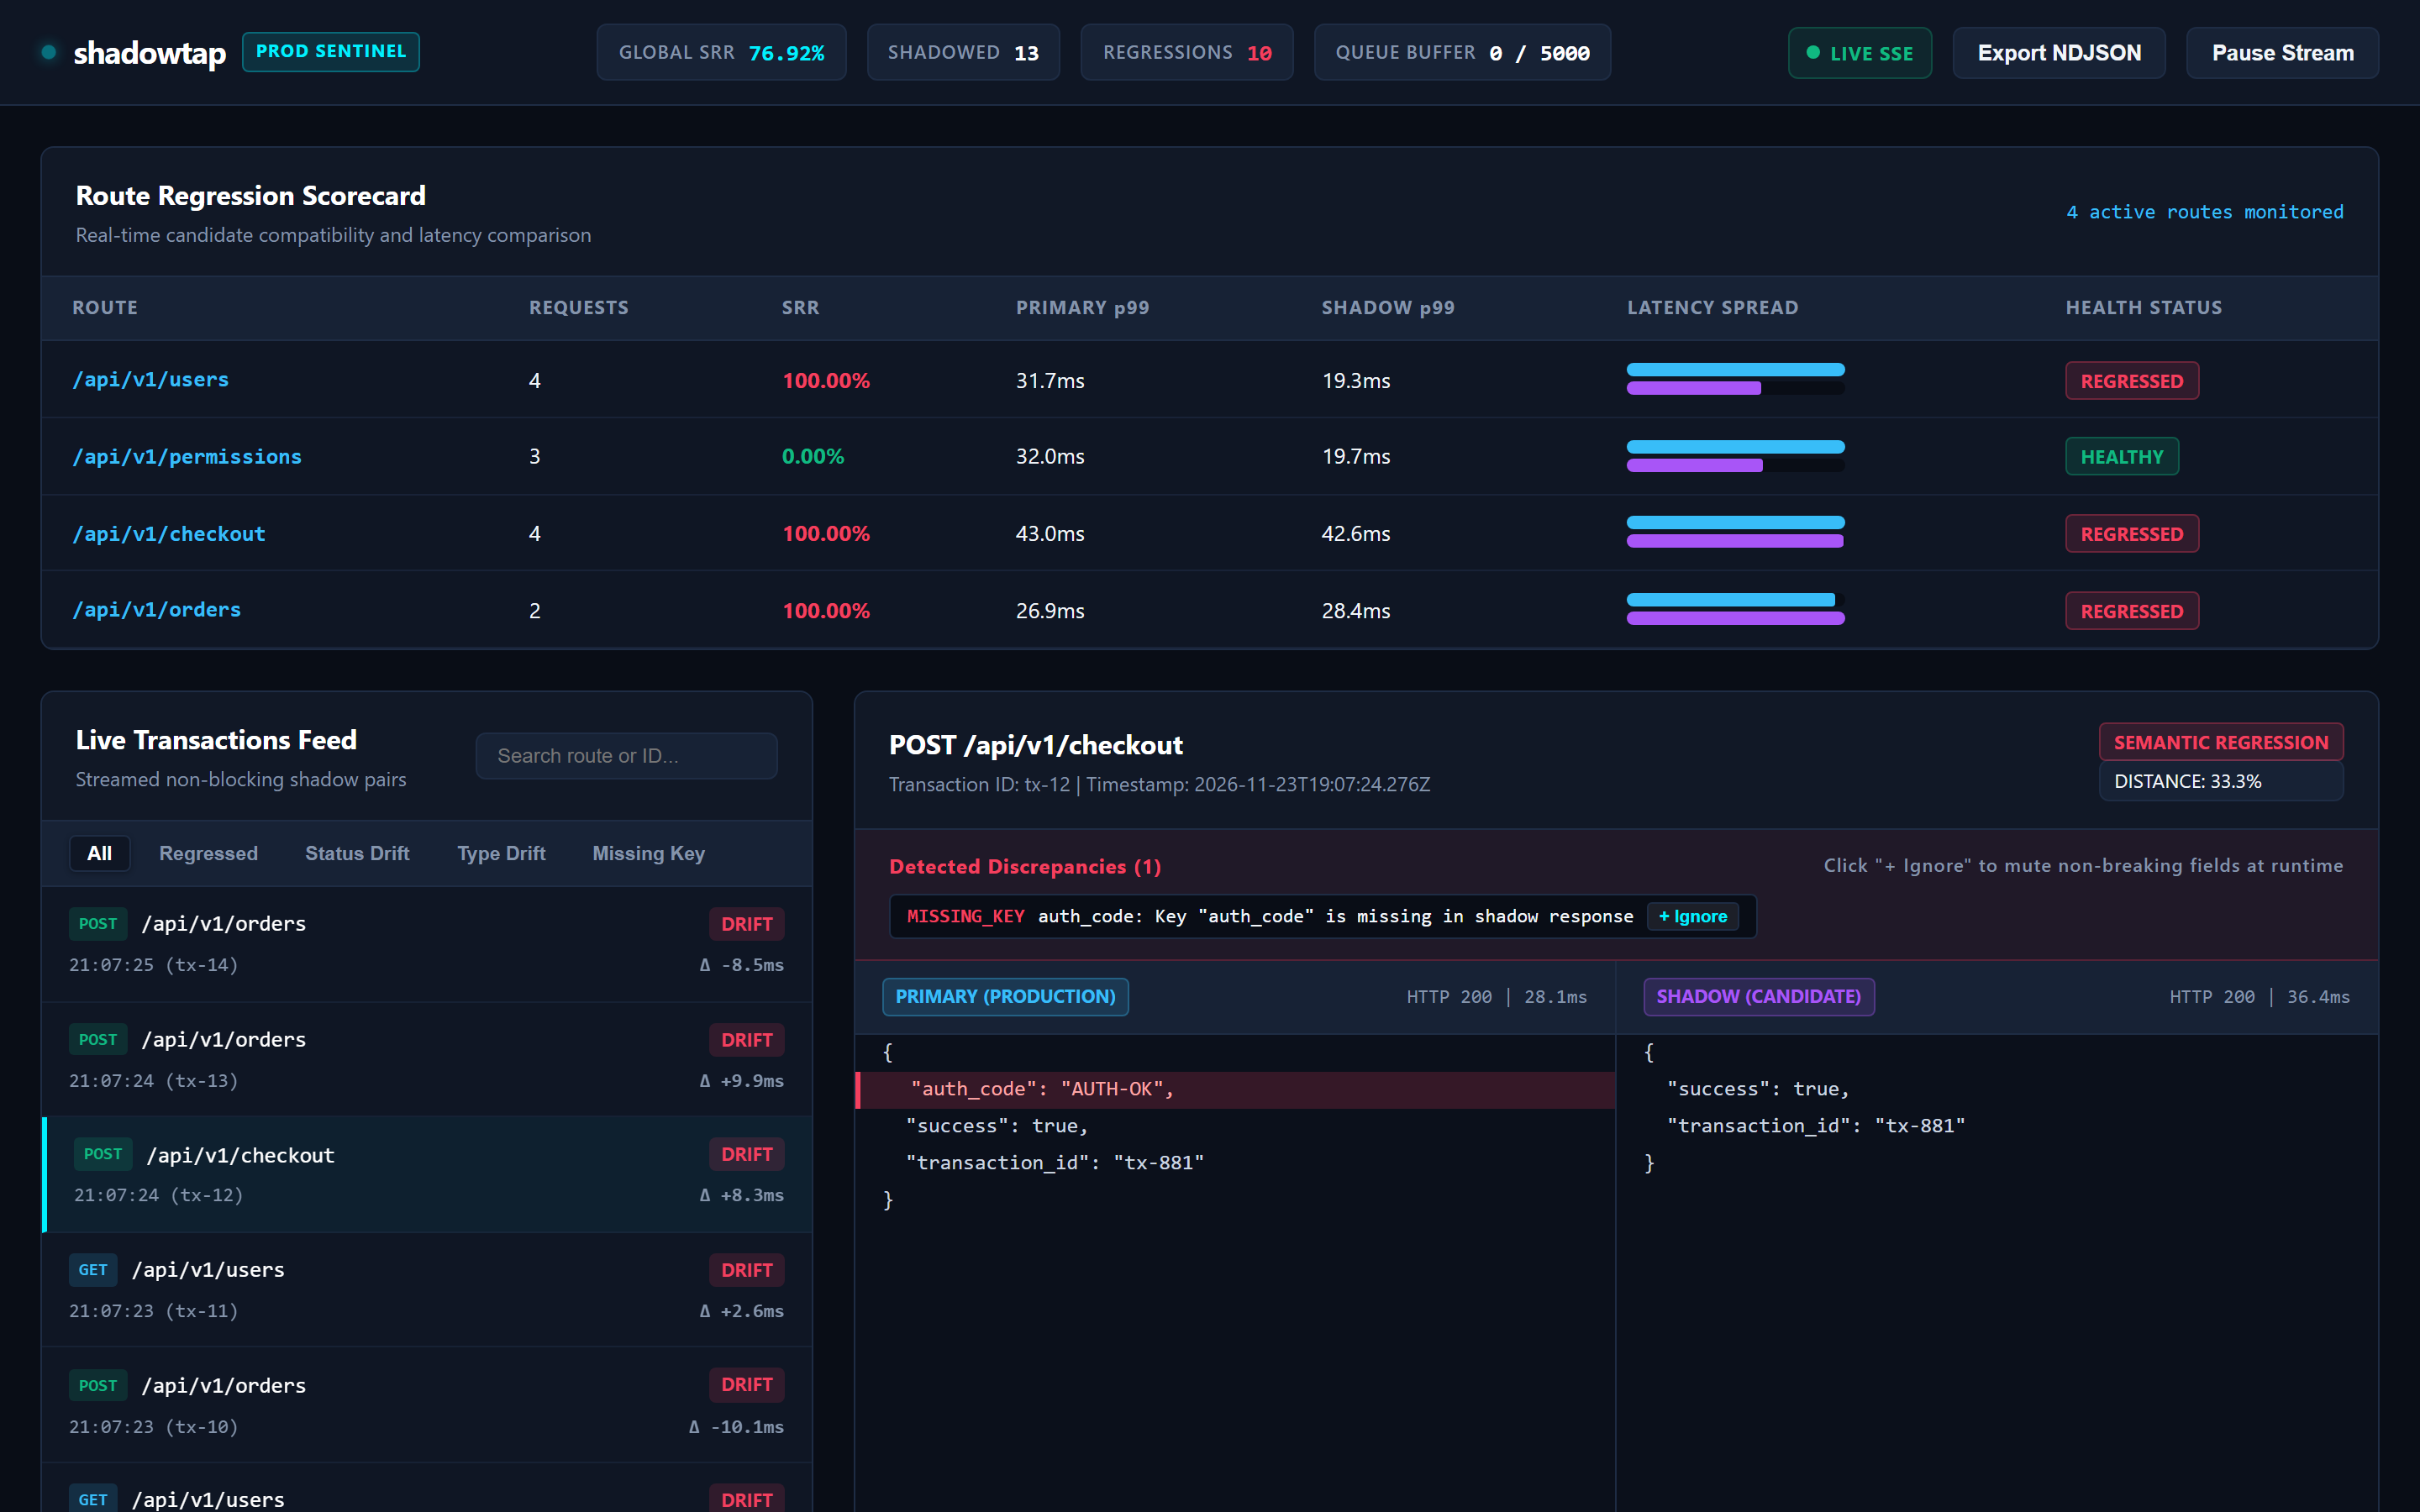 shadowtap PROD SENTINEL GLOBAL SRR 76.92% SHADOWED 13 REGRESSIONS 10 QUEUE BUFFER 0 / 5000 LIVE SSE Export NDJSON Pause Stream
Route Regression Scorecard
Real-time candidate compatibility and latency comparison
4 active routes monitored
ROUTE REQUESTS SRR PRIMARY p99 SHADOW p99 LATENCY SPREAD HEALTH STATUS
/api/v1/users 4 100.00% 31.7ms 19.3ms REGRESSED
/api/v1/permissions 3 0.00% 32.0ms 19.7ms HEALTHY
/api/v1/checkout 4 100.00% 43.0ms 42.6ms REGRESSED
/api/v1/orders 2 100.00% 26.9ms 28.4ms REGRESSED
Live Transactions Feed
Streamed non-blocking shadow pairs
Search route or ID...
All Regressed Status Drift Type Drift Missing Key
POST /api/v1/orders DRIFT
21:07:25 (tx-14) Δ -8.5ms
POST /api/v1/orders DRIFT
21:07:24 (tx-13) Δ +9.9ms
POST /api/v1/checkout DRIFT
21:07:24 (tx-12) Δ +8.3ms
GET /api/v1/users DRIFT
21:07:23 (tx-11) Δ +2.6ms
POST /api/v1/orders DRIFT
21:07:23 (tx-10) Δ -10.1ms
GET /api/v1/users DRIFT
POST /api/v1/checkout
Transaction ID: tx-12 | Timestamp: 2026-11-23T19:07:24.276Z
SEMANTIC REGRESSION
DISTANCE: 33.3%
Detected Discrepancies (1)
Click "+ Ignore" to mute non-breaking fields at runtime
MISSING_KEY auth_code: Key "auth_code" is missing in shadow response + Ignore
PRIMARY (PRODUCTION) HTTP 200 | 28.1ms
{
"auth_code": "AUTH-OK",
"success": true,
"transaction_id": "tx-881"
}
SHADOW (CANDIDATE) HTTP 200 | 36.4ms
{
"success": true,
"transaction_id": "tx-881"
}